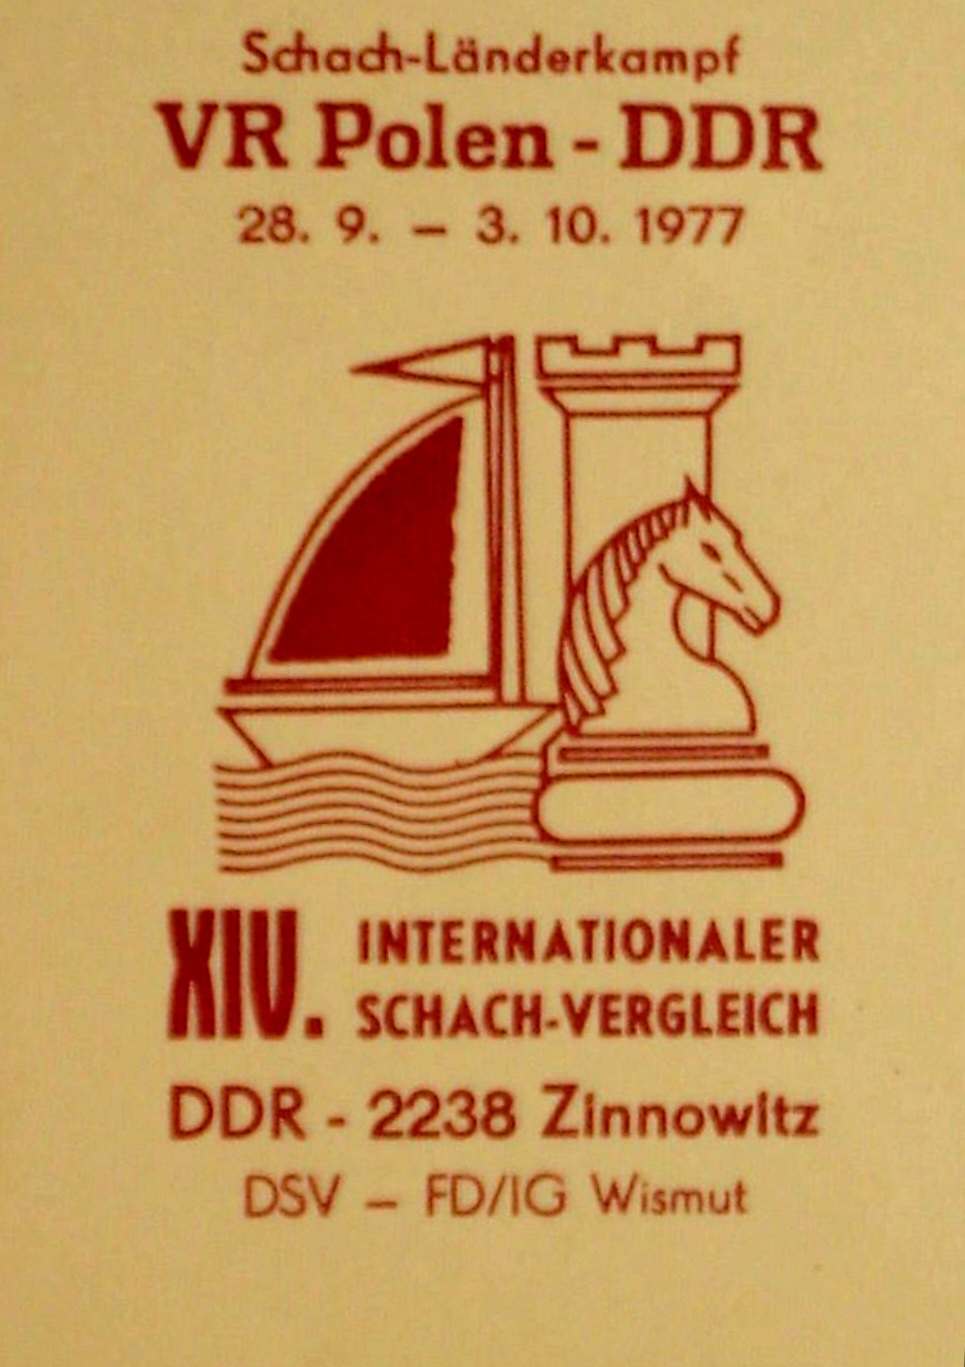 Schach-Länderkampf
VR Polen - DDR
28. 9. – 3. 10. 1977
XIV. INTERNATIONALER
SCHACH-VERGLEICH
DDR - 2238 Zinnowitz
DSV – FD/IG Wismut